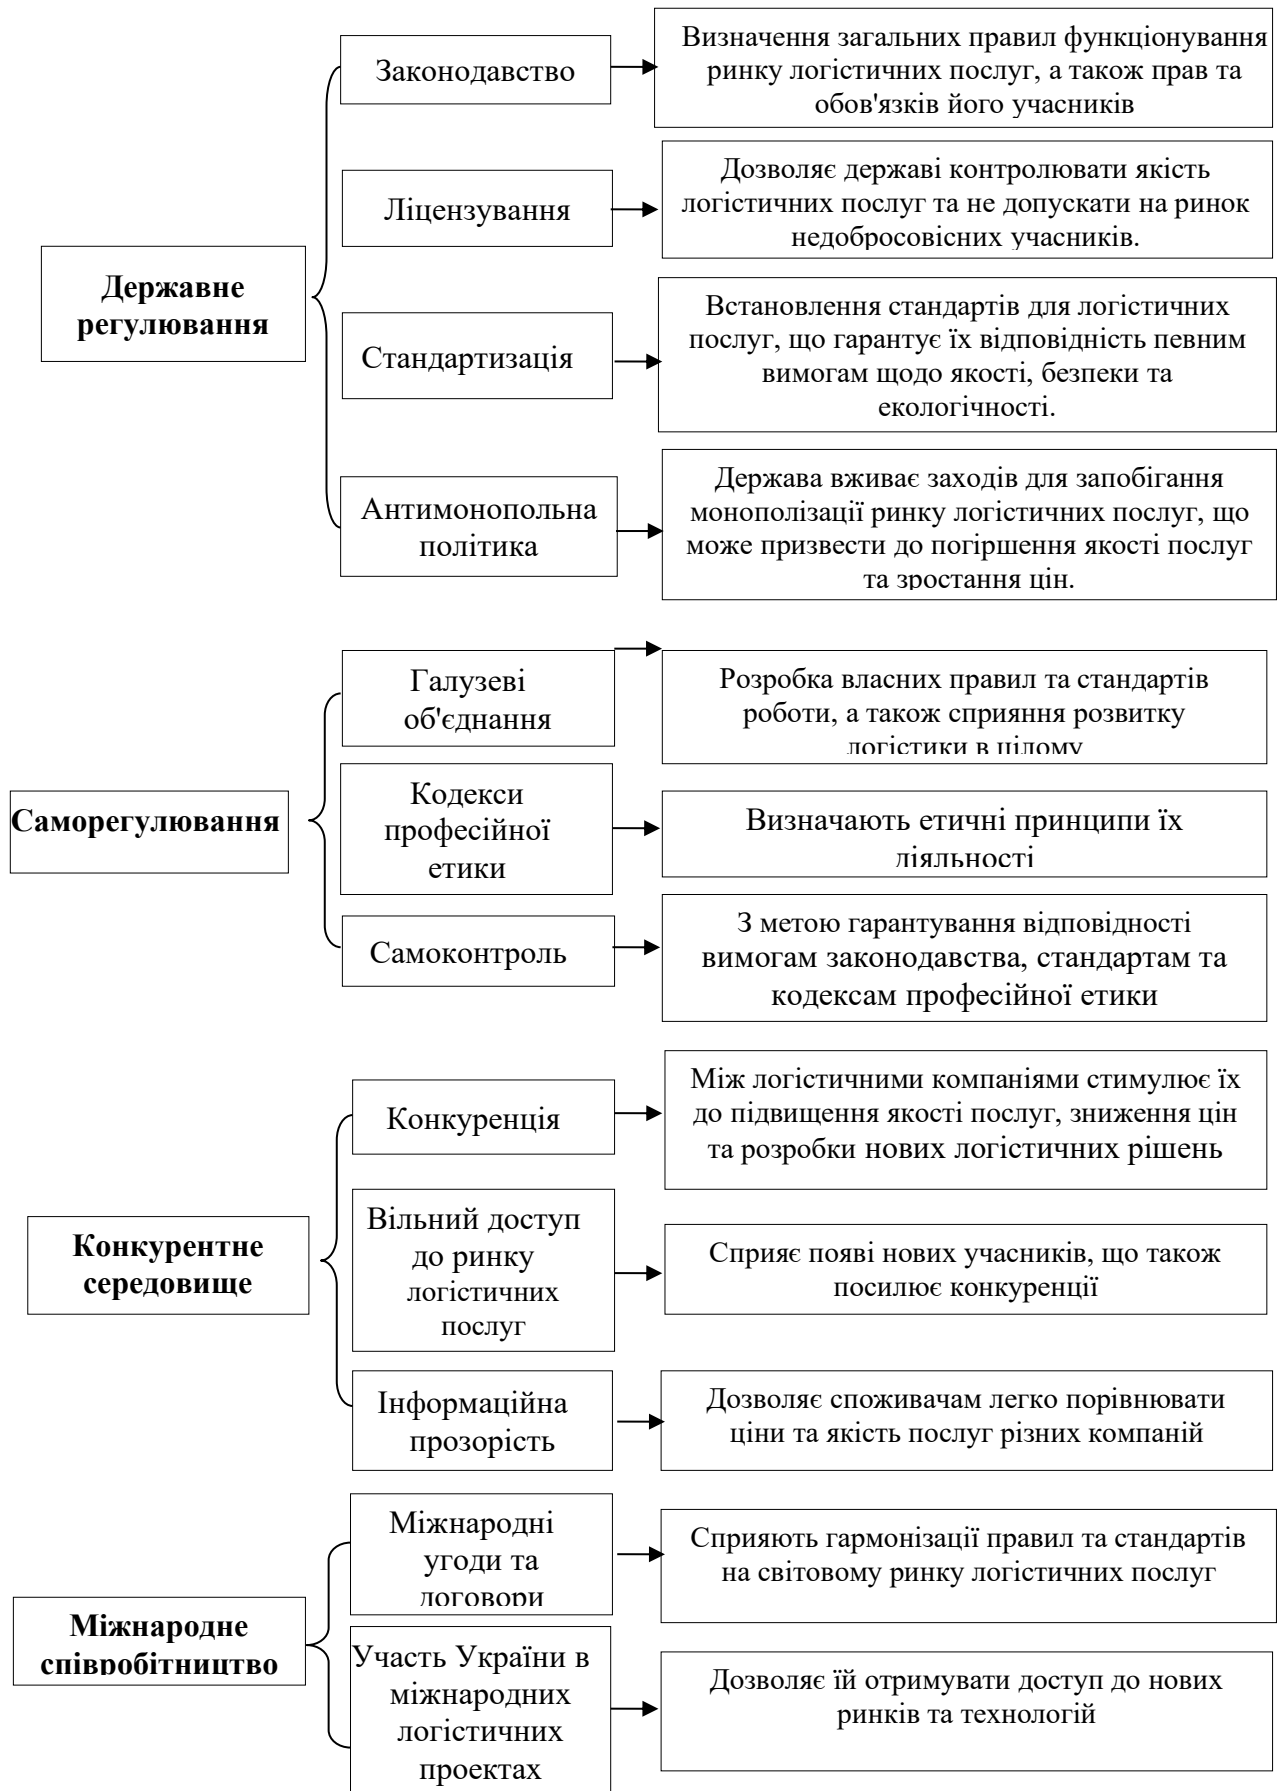 Державне
регулювання
Законодавство
Визначення загальних правил функціонування
ринку логістичних послуг, а також прав та
обов'язків його учасників
Ліцензування
Дозволяє державі контролювати якість
логістичних послуг та не допускати на ринок
недобросовісних учасників.
Стандартизація
Встановлення стандартів для логістичних
послуг, що гарантує їх відповідність певним
вимогам щодо якості, безпеки та
екологічності.
Антимонопольна
політика
Держава вживає заходів для запобігання
монополізації ринку логістичних послуг, що
може призвести до погіршення якості послуг
та зростання цін.
Саморегулювання
Галузеві
об'єднання
Розробка власних правил та стандартів
роботи, а також сприяння розвитку
логістики в цілому
Кодекси
професійної
етики
Визначають етичні принципи їх
діяльності
Самоконтроль
З метою гарантування відповідності
вимогам законодавства, стандартам та
кодексам професійної етики
Конкурентне
середовище
Конкуренція
Між логістичними компаніями стимулює їх
до підвищення якості послуг, зниження цін
та розробки нових логістичних рішень
Вільний доступ
до ринку
логістичних
послуг
Сприяє появі нових учасників, що також
посилює конкуренції
Інформаційна
прозорість
Дозволяє споживачам легко порівнювати
ціни та якість послуг різних компаній
Міжнародне
співробітництво
Міжнародні
угоди та
договори
Сприяють гармонізації правил та стандартів
на світовому ринку логістичних послуг
Участь України в
міжнародних
логістичних
проектах
Дозволяє їй отримувати доступ до нових
ринків та технологій